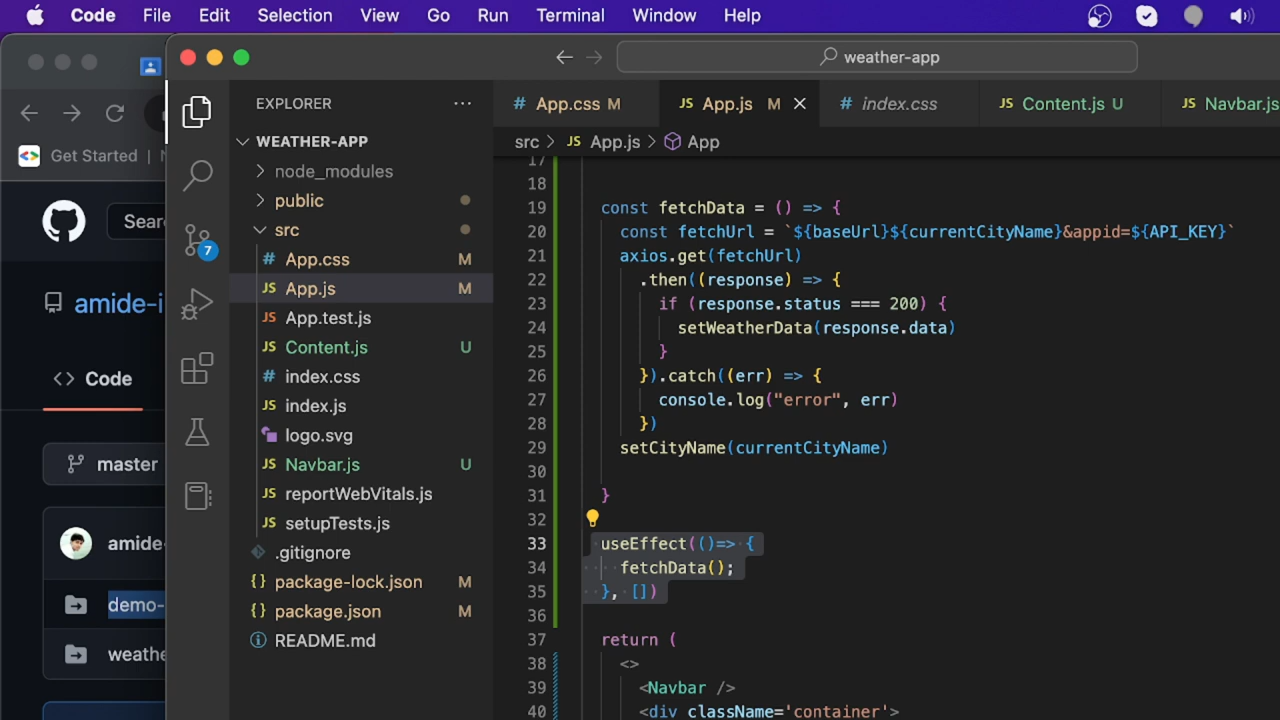 Code File Edit Selection View Go Run Terminal Window Help
weather-app
EXPLORER
App.css M
App.js M
index.css
Content.js U
Navbar.js
WEATHER-APP
src > JS App.js > App
Get Started
node_modules
public
src
App.css M
App.js M
App.test.js
Content.js U
index.css
index.js
logo.svg
Navbar.js U
reportWebVitals.js
setupTests.js
.gitignore
package-lock.json M
package.json M
README.md
7
Sear
amide-i
Code
master
amide-
demo-
weathe
17
18
19 const fetchData = () => {
20 const fetchUrl = `${baseUrl}${currentCityName}&appid=${API_KEY}`
21 axios.get(fetchUrl)
22 .then((response) => {
23 if (response.status === 200) {
24 setWeatherData(response.data)
25 }
26 }).catch((err) => {
27 console.log("error", err)
28 })
29 setCityName(currentCityName)
30
31 }
32
33 useEffect(()=> {
34 fetchData();
35 }, [])
36
37 return (
38 <>
39 <Navbar />
40 <div className='container'>